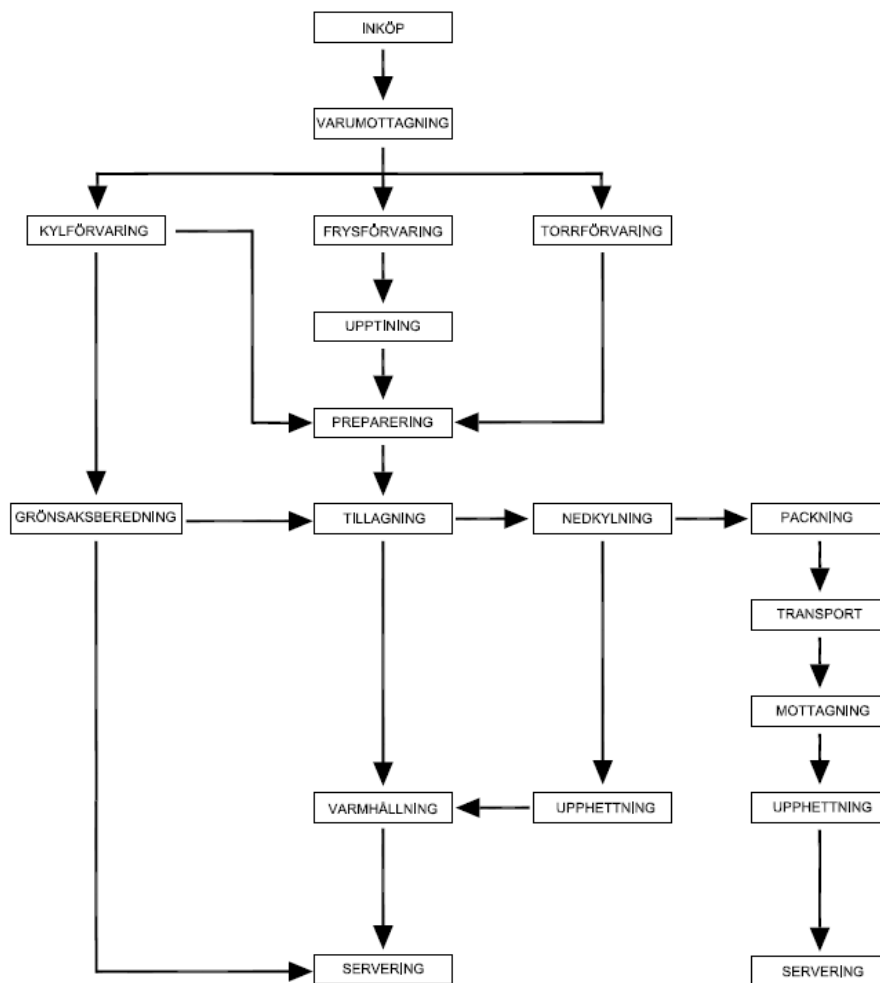 INKÖP
VARUMOTTAGNING
KYLFÖRVARING
FRYSFÖRVARING
TORRFÖRVARING
UPPTINING
PREPARERING
GRÖNSAKSBEREDNING
TILLAGNING
NEDKYLNING
PACKNING
TRANSPORT
MOTTAGNING
VARMHÅLLNING
UPPHETTNING
UPPHETTNING
SERVERING
SERVERING